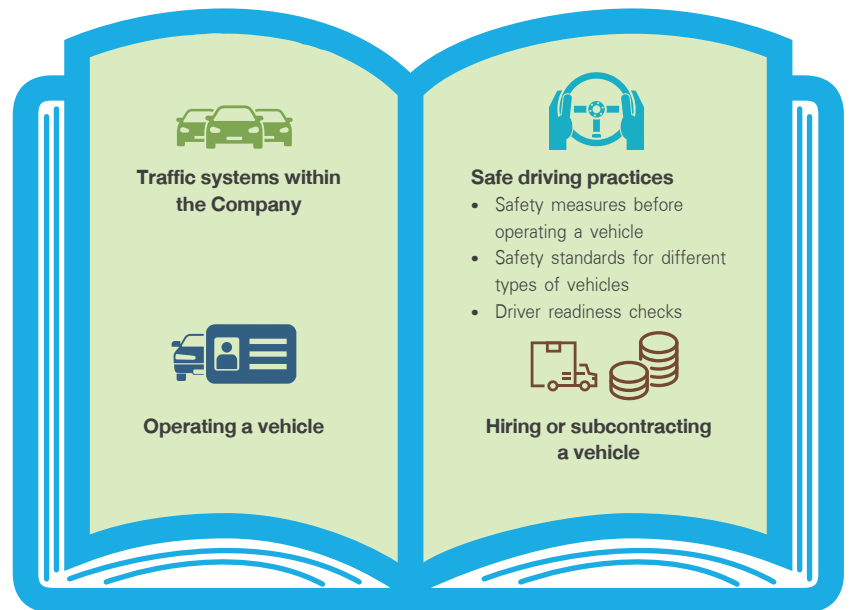 Traffic systems within
the Company
Operating a vehicle
Safe driving practices
• Safety measures before
operating a vehicle
• Safety standards for different
types of vehicles
• Driver readiness checks
Hiring or subcontracting
a vehicle